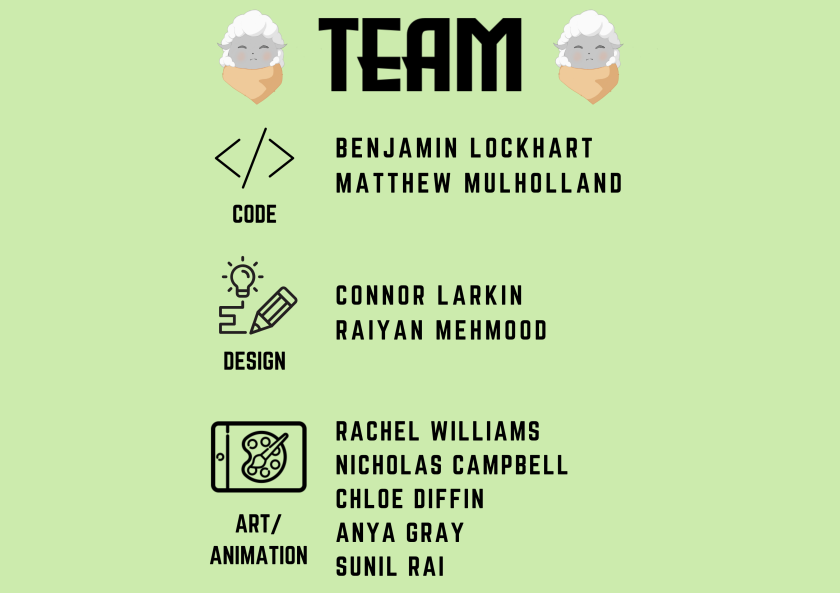 TEAM
BENJAMIN LOCKHART
MATTHEW MULHOLLAND
CODE
CONNOR LARKIN
RAIYAN MEHMOOD
DESIGN
RACHEL WILLIAMS
NICHOLAS CAMPBELL
CHLOE DIFFIN
ANYA GRAY
SUNIL RAI
ART/
ANIMATION